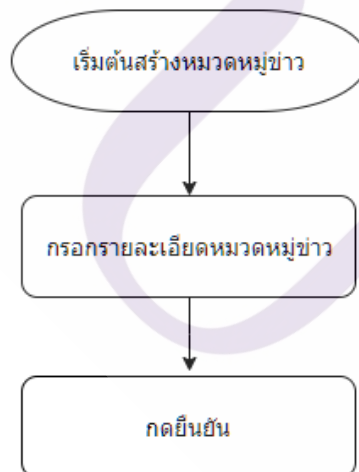 เริ่มต้นสร้างหมวดหมู่ข่าว
กรอกรายละเอียดหมวดหมู่ข่าว
กดยืนยัน